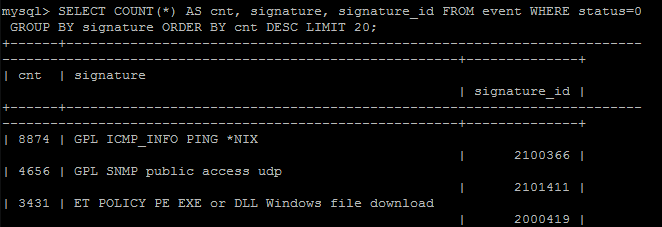 mysql> SELECT COUNT(*) AS cnt, signature, signature_id FROM event WHERE status=0
 GROUP BY signature ORDER BY cnt DESC LIMIT 20;
+------+-------------------------------------------------------------------------
---------------------------------------------------------+--------------+
| cnt  | signature
                                                         | signature_id |
+------+-------------------------------------------------------------------------
---------------------------------------------------------+--------------+
| 8874 | GPL ICMP_INFO PING *NIX
                                                         |      2100366 |
| 4656 | GPL SNMP public access udp
                                                         |      2101411 |
| 3431 | ET POLICY PE EXE or DLL Windows file download
                                                         |      2000419 |